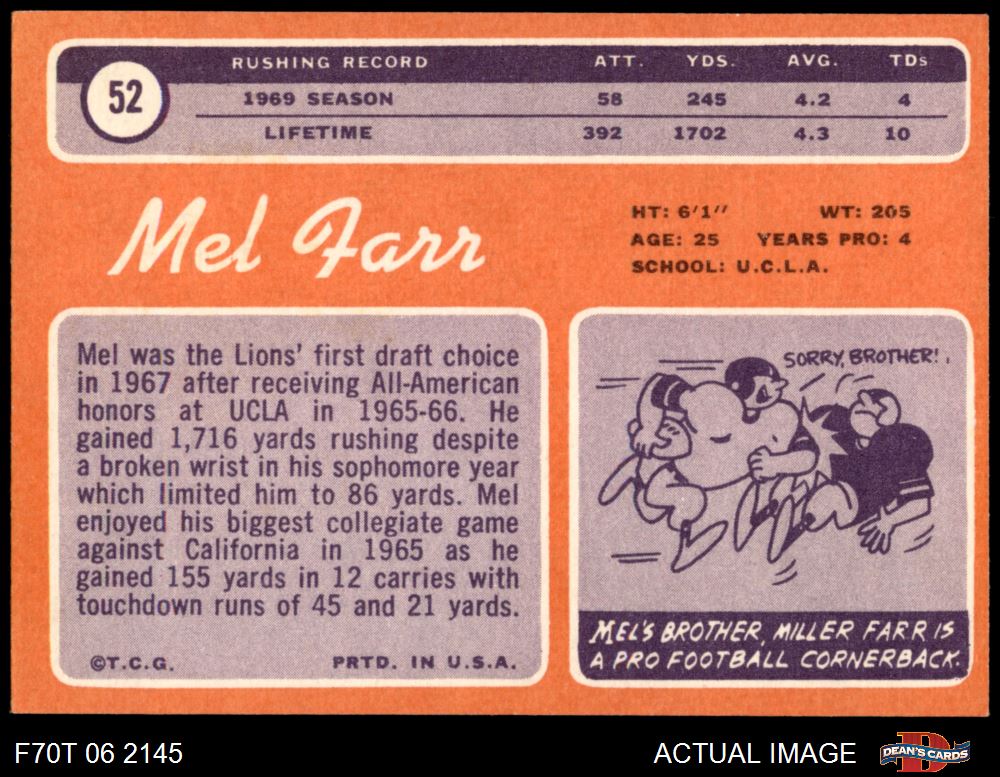 52
RUSHING RECORD ATT. YDS. AVG. TDs
1969 SEASON 58 245 4.2 4
LIFETIME 392 1702 4.3 10
Mel Farr
HT: 6'1" WT: 205
AGE: 25 YEARS PRO: 4
SCHOOL: U.C.L.A.
Mel was the Lions' first draft choice
in 1967 after receiving All-American
honors at UCLA in 1965-66. He
gained 1,716 yards rushing despite
a broken wrist in his sophomore year
which limited him to 86 yards. Mel
enjoyed his biggest collegiate game
against California in 1965 as he
gained 155 yards in 12 carries with
touchdown runs of 45 and 21 yards.
©T.C.G. PRTD. IN U.S.A.
SORRY, BROTHER!
MEL'S BROTHER, MILLER FARR IS
A PRO FOOTBALL CORNERBACK.
F70T 06 2145 ACTUAL IMAGE D DEAN'S CARDS